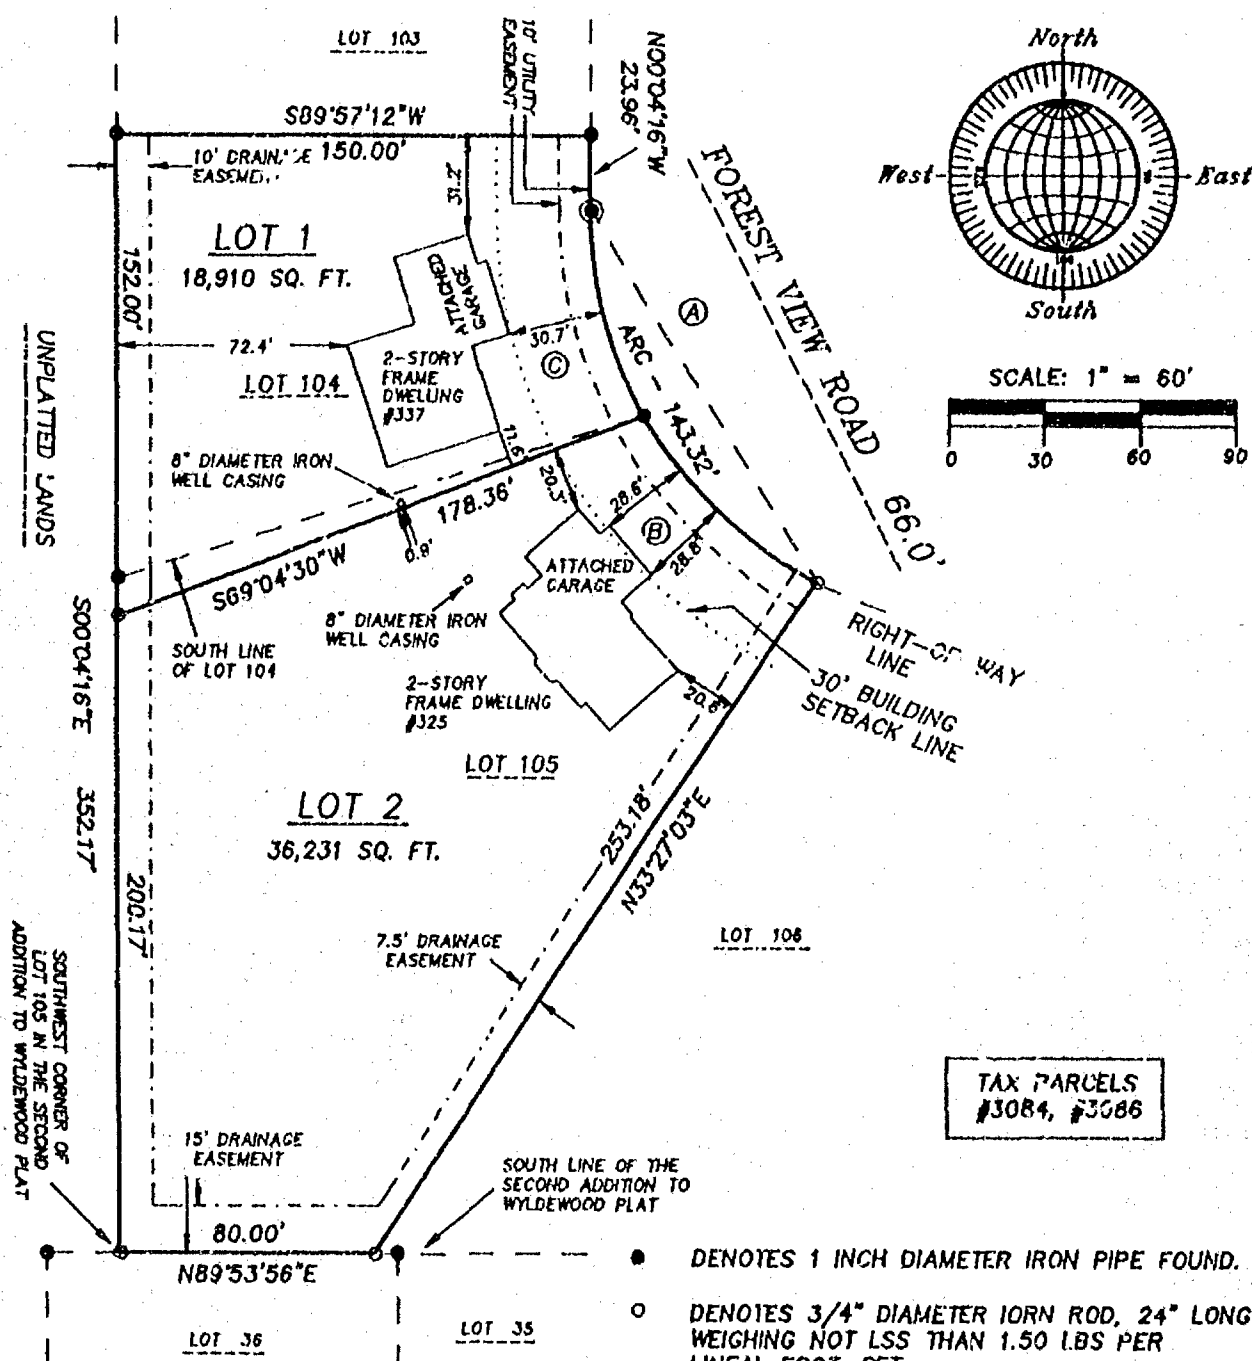 LOT 103
10' UTILITY
EASEMENT
N00°04'16"W
23.96'
North
West
East
South
S89°57'12"W
150.00'
10' DRAINAGE
31.2'
FOREST VIEW ROAD 66.0'
LOT 1
18,910 SQ. FT.
152.00'
ATTACHED
GARAGE
A
ARC
143.32'
30.7'
C
72.4'
2-STORY
FRAME
DWELLING
#337
LOT 104
SCALE: 1" = 60'
0 30 60 90
UNPLATTED LANDS
8" DIAMETER IRON
WELL CASING
178.36'
S69°04'30"W
0.9'
20.3'
28.6'
B
28.8'
ATTACHED
GARAGE
SOUTH LINE
OF LOT 104
8" DIAMETER IRON
WELL CASING
2-STORY
FRAME DWELLING
#325
RIGHT-OF WAY
LINE
30' BUILDING
SETBACK LINE
LOT 105
S00°04'16"E 352.17'
LOT 2
36,231 SQ. FT.
200.17'
253.18'
N33°27'03"E
7.5' DRAINAGE
EASEMENT
LOT 106
SOUTHWEST CORNER OF
LOT 105 IN THE SECOND
ADDITION TO WYLDEWOOD PLAT
TAX PARCELS
#3084, #3086
15' DRAINAGE
EASEMENT
SOUTH LINE OF THE
SECOND ADDITION TO
WYLDEWOOD PLAT
80.00'
N89°53'56"E
LOT 36
LOT 35
DENOTES 1 INCH DIAMETER IRON PIPE FOUND.
DENOTES 3/4" DIAMETER IORN ROD, 24" LONG
WEIGHING NOT LSS THAN 1.50 LBS PER
LINEAL FOOT, SET